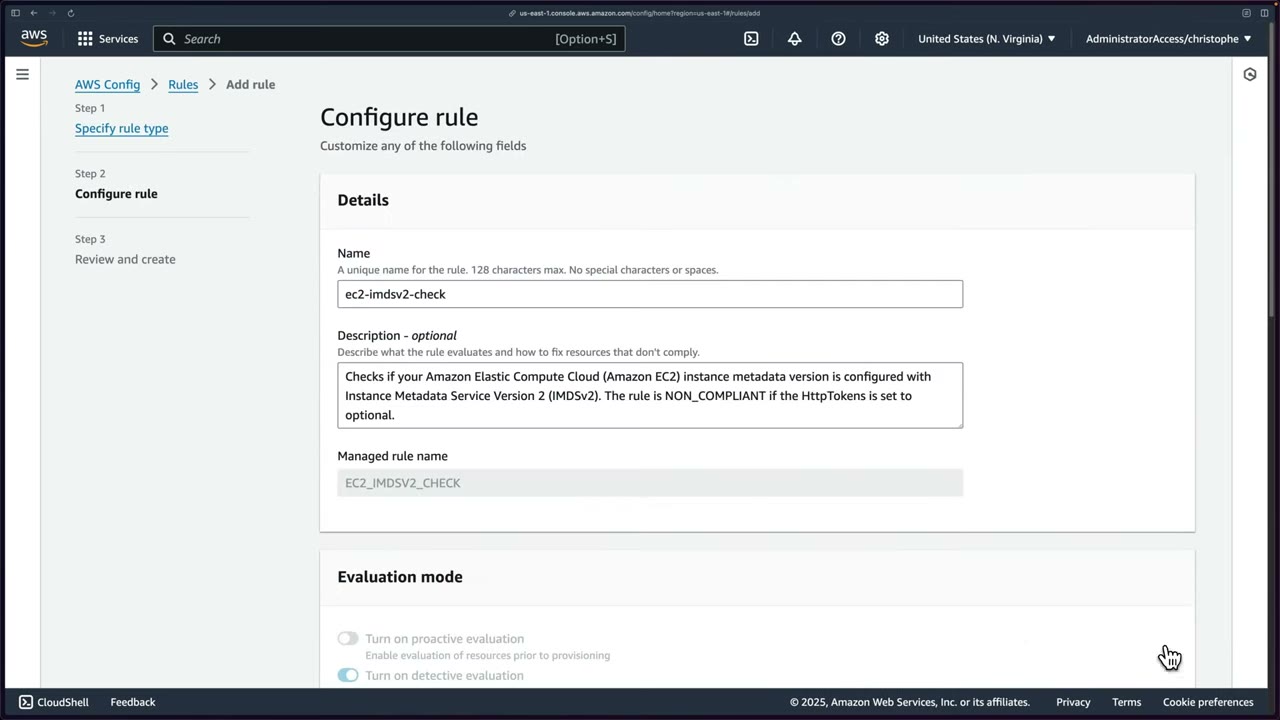 us-east-1.console.aws.amazon.com/config/home?region=us-east-1#/rules/add
aws
Services
Search
[Option+S]
United States (N. Virginia)
AdministratorAccess/christophe
AWS Config
Rules
Add rule
Step 1
Specify rule type
Step 2
Configure rule
Step 3
Review and create
Configure rule
Customize any of the following fields
Details
Name
A unique name for the rule. 128 characters max. No special characters or spaces.
ec2-imdsv2-check
Description - optional
Describe what the rule evaluates and how to fix resources that don't comply.
Checks if your Amazon Elastic Compute Cloud (Amazon EC2) instance metadata version is configured with
Instance Metadata Service Version 2 (IMDSv2). The rule is NON_COMPLIANT if the HttpTokens is set to
optional.
Managed rule name
EC2_IMDSV2_CHECK
Evaluation mode
Turn on proactive evaluation
Enable evaluation of resources prior to provisioning
Turn on detective evaluation
CloudShell
Feedback
© 2025, Amazon Web Services, Inc. or its affiliates.
Privacy
Terms
Cookie preferences